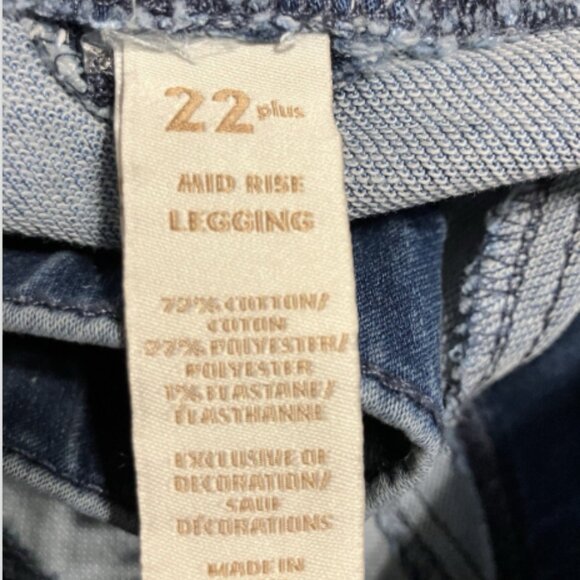 22 plus
MID RISE
LEGGING
72% COTTON/
COTON
27% POLYESTER/
POLYESTER
1% ELASTANE/
ÉLASTHANNE
EXCLUSIVE OF
DECORATION/
SAUF
DÉCORATIONS
MADE IN